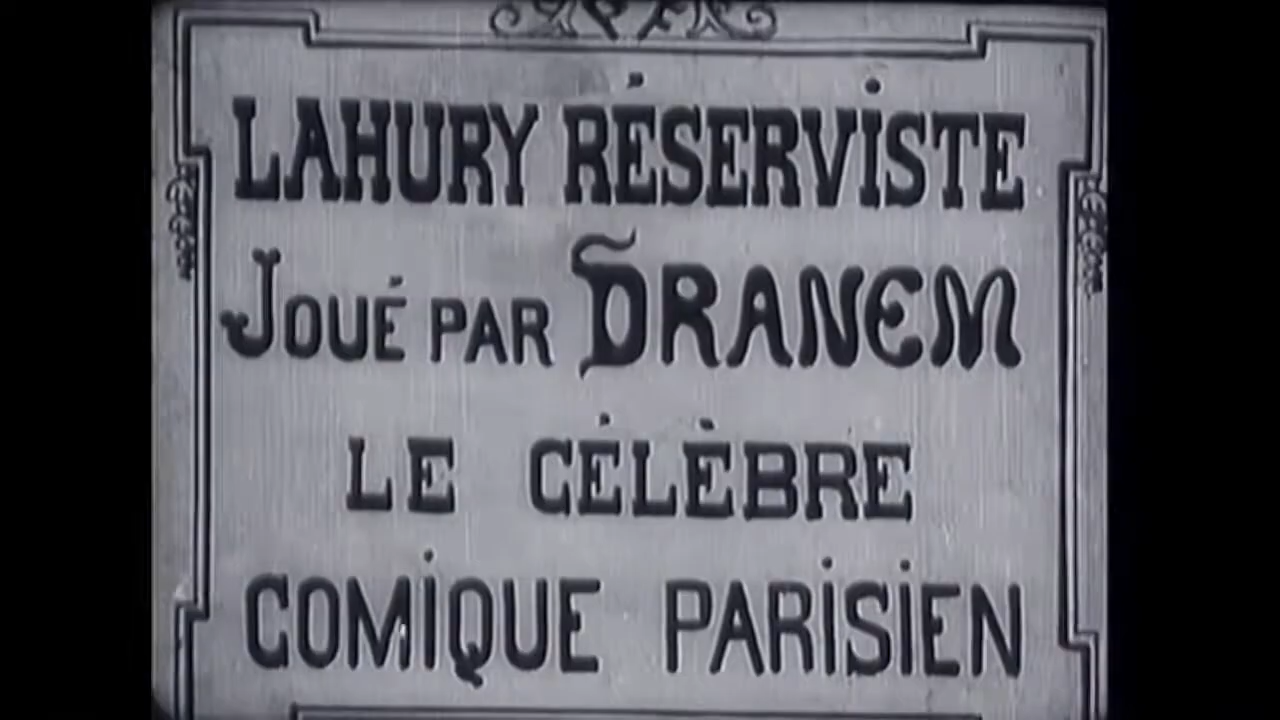 LAHURY RÉSERVISTE
JOUÉ PAR DRANEM
LE CÉLÈBRE
COMIQUE PARISIEN